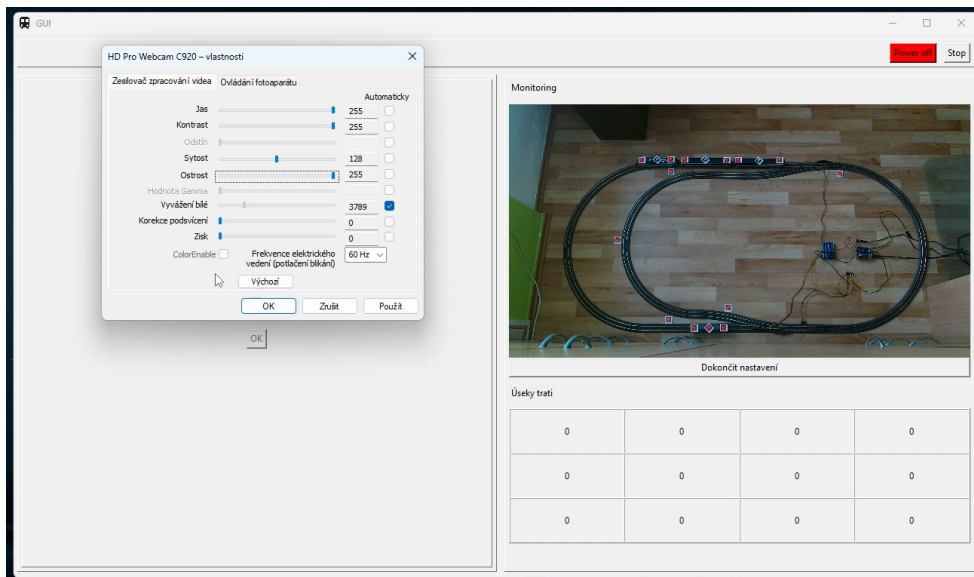 GUI
Power off Stop
HD Pro Webcam C920 – vlastnosti
Zesilovač zpracování videa Ovládání fotoaparátu
Automaticky
Jas 255
Kontrast 255
Odstín
Sytost 128
Ostrost 255
Hodnota Gamma
Vyvážení bílé 3789
Korekce podsvícení 0
Zisk 0
ColorEnable Frekvence elektrického vedení (potlačení blikání) 60 Hz
Výchozí
OK Zrušit Použít
OK
Monitoring
Dokončit nastavení
Úseky trati
0 0 0 0
0 0 0 0
0 0 0 0